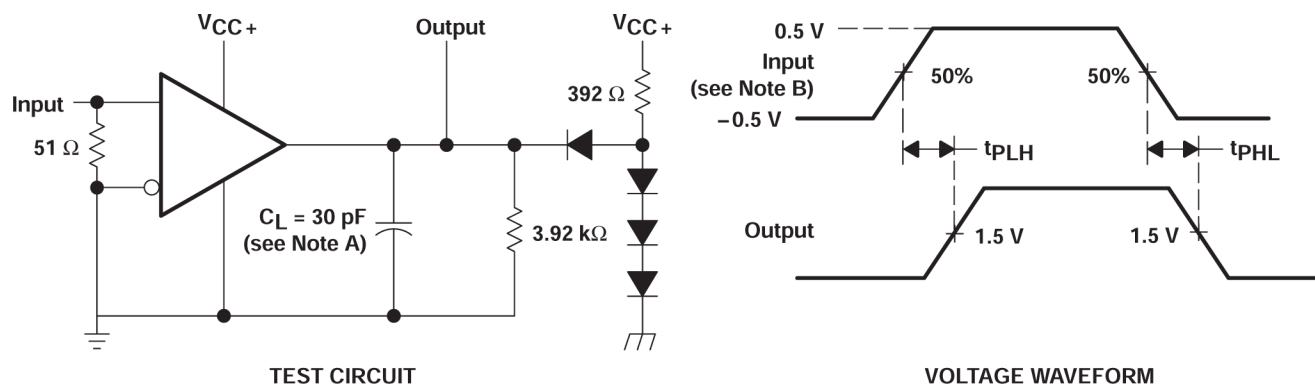 VCC+
Output
VCC+
Input
51 Ω
392 Ω
CL = 30 pF
(see Note A)
3.92 kΩ
TEST CIRCUIT
0.5 V
Input
(see Note B)
50%
50%
−0.5 V
tPLH
tPHL
Output
1.5 V
1.5 V
VOLTAGE WAVEFORM